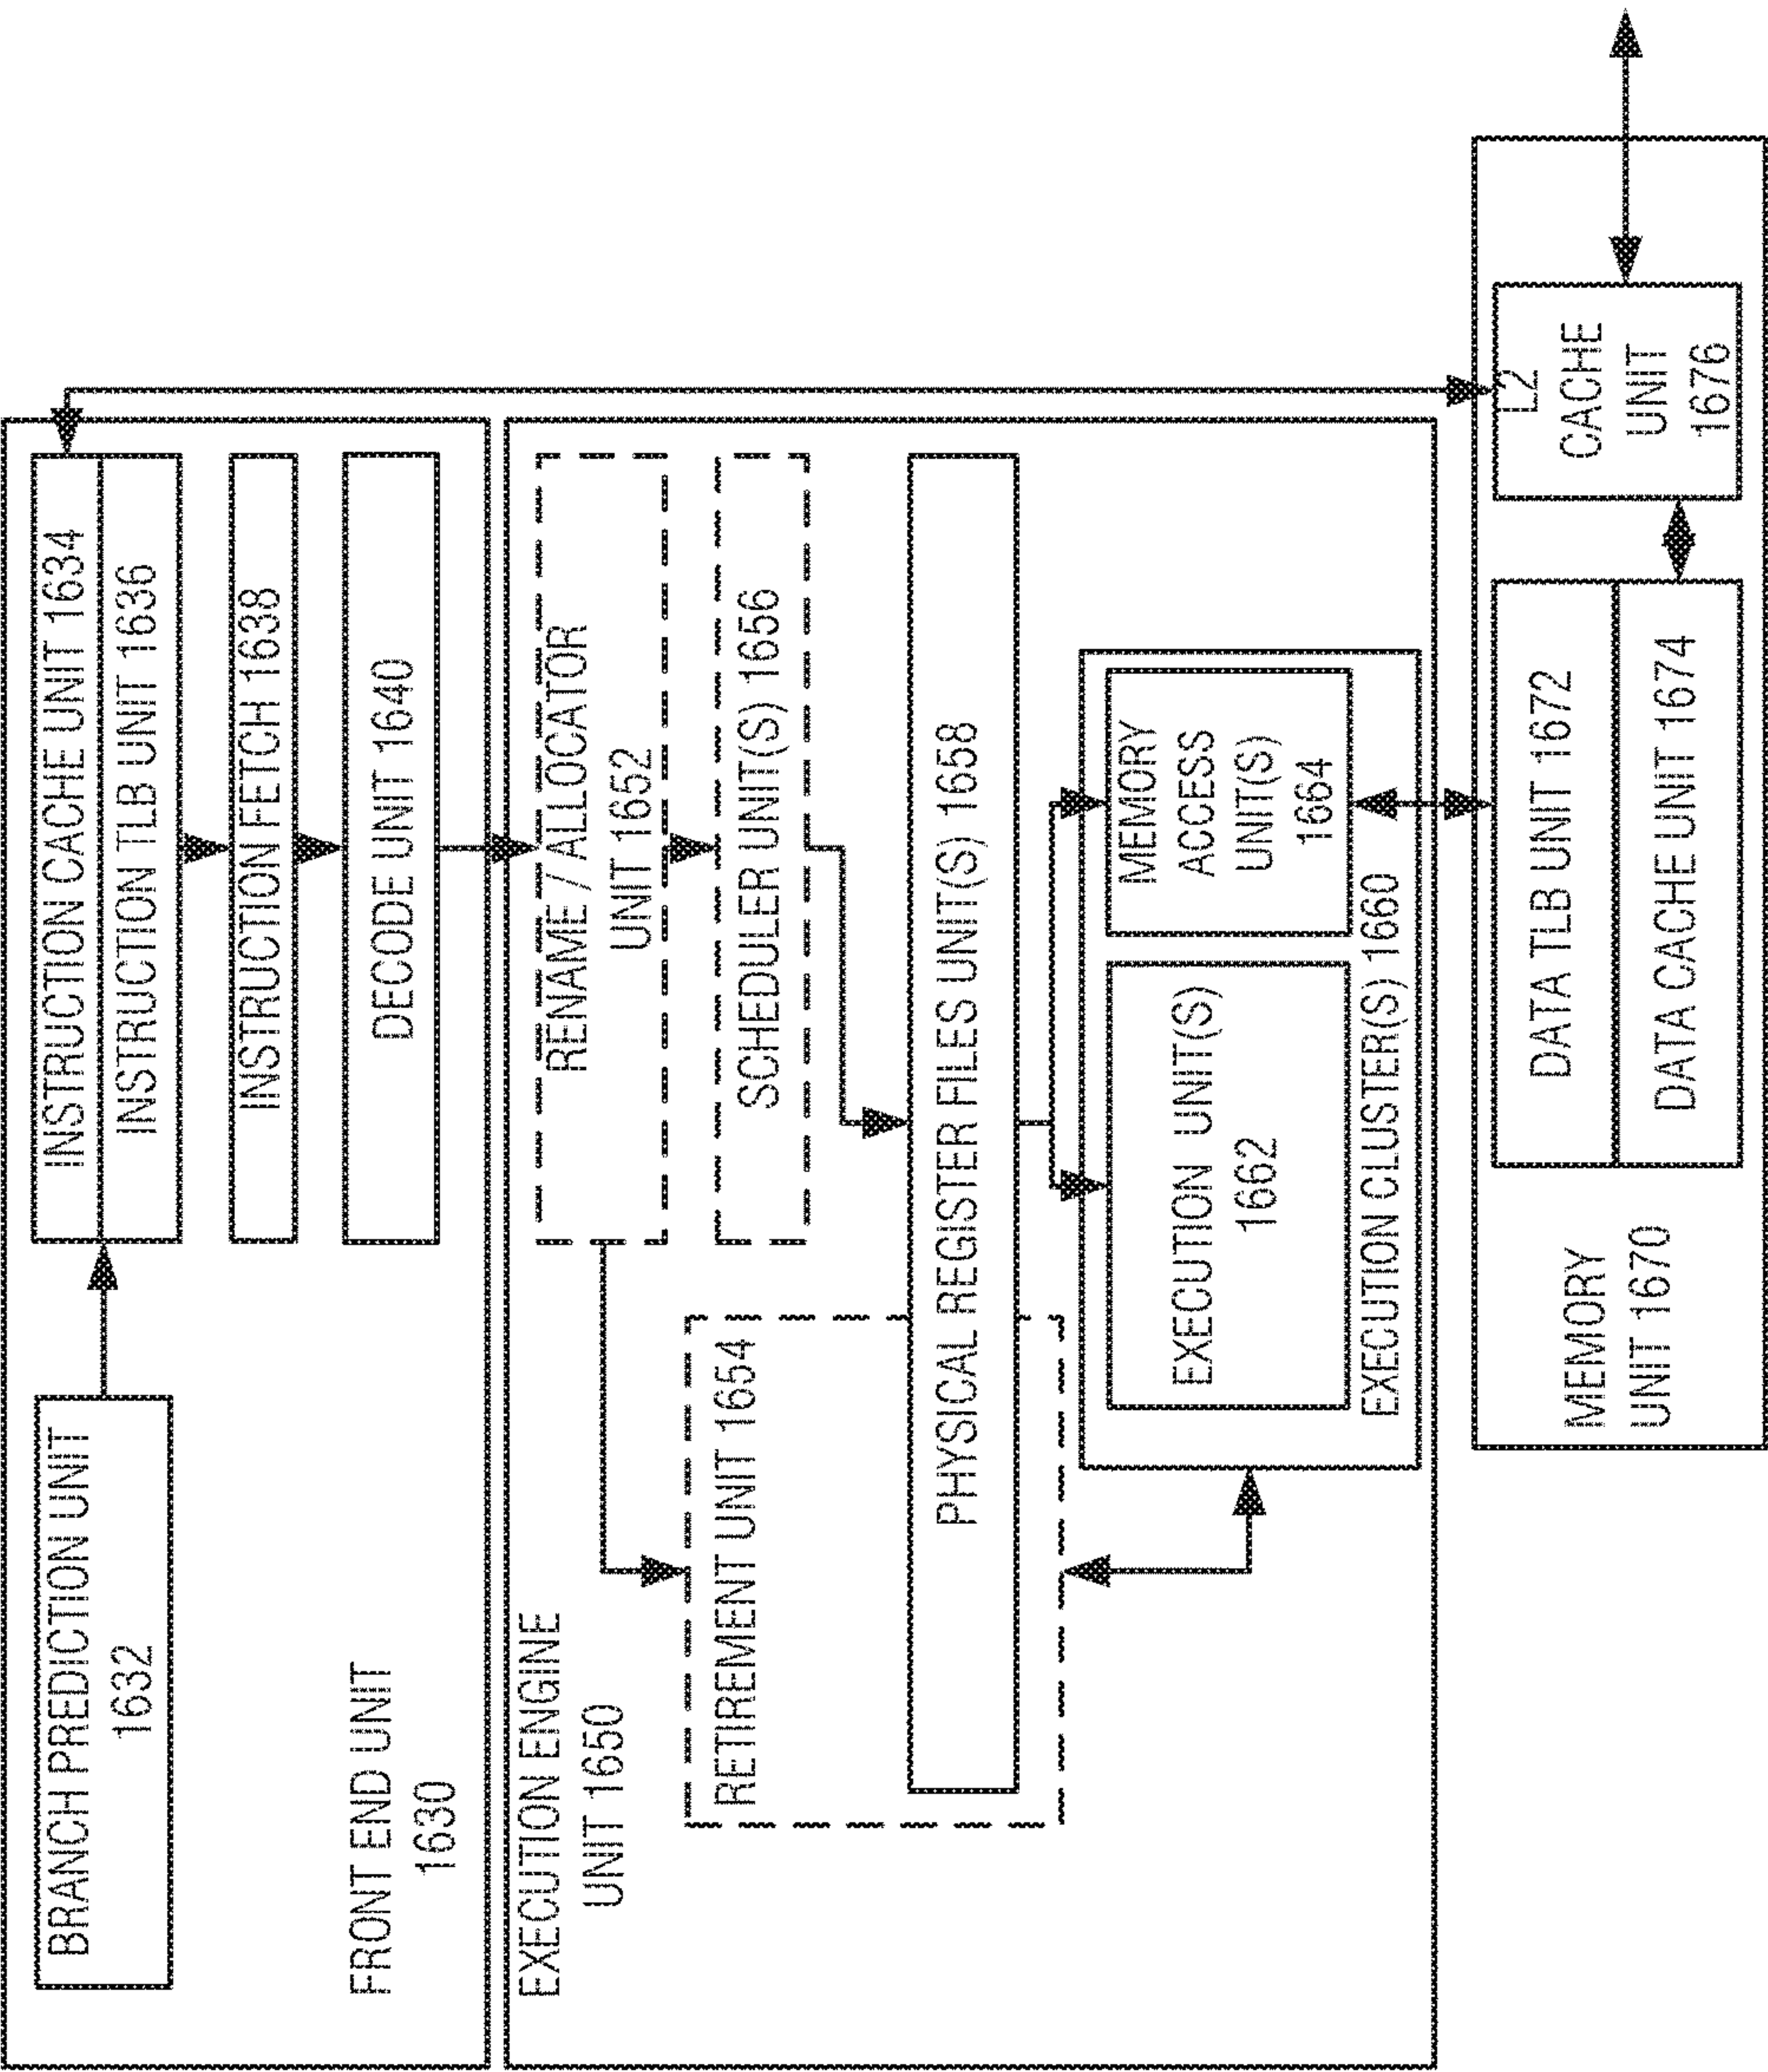 BRANCH PREDICTION UNIT
1632
INSTRUCTION CACHE UNIT 1634
INSTRUCTION TLB UNIT 1636
INSTRUCTION FETCH 1638
DECODE UNIT 1640
FRONT END UNIT
1630
EXECUTION ENGINE
UNIT 1650
RENAME / ALLOCATOR
UNIT 1652
RETIREMENT UNIT 1654
SCHEDULER UNIT(S) 1656
PHYSICAL REGISTER FILES UNIT(S) 1658
EXECUTION UNIT(S)
1662
MEMORY
ACCESS
UNIT(S)
1664
EXECUTION CLUSTER(S) 1660
MEMORY
UNIT 1670
DATA TLB UNIT 1672
DATA CACHE UNIT 1674
L2
CACHE
UNIT
1676